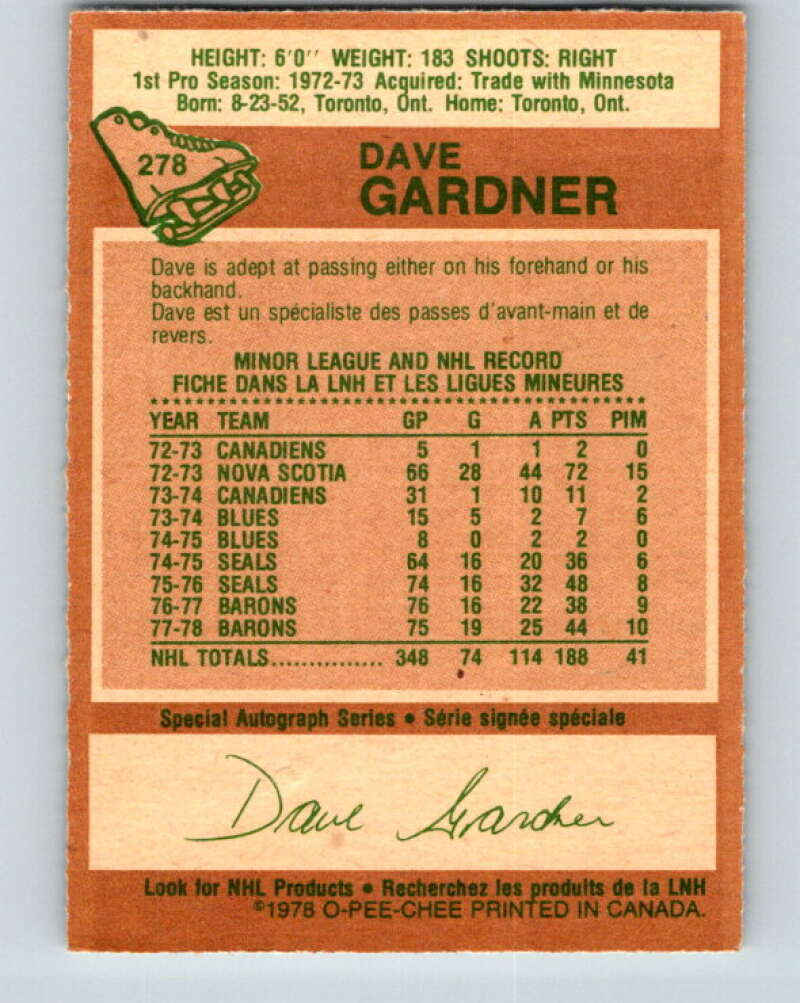 HEIGHT: 6'0'' WEIGHT: 183 SHOOTS: RIGHT
1st Pro Season: 1972-73 Acquired: Trade with Minnesota
Born: 8-23-52, Toronto, Ont. Home: Toronto, Ont.
278
DAVE
GARDNER
Dave is adept at passing either on his forehand or his
backhand.
Dave est un spécialiste des passes d'avant-main et de
revers.
MINOR LEAGUE AND NHL RECORD
FICHE DANS LA LNH ET LES LIGUES MINEURES
YEAR TEAM GP G A PTS PIM
72-73 CANADIENS 5 1 1 2 0
72-73 NOVA SCOTIA 66 28 44 72 15
73-74 CANADIENS 31 1 10 11 2
73-74 BLUES 15 5 2 7 6
74-75 BLUES 8 0 2 2 0
74-75 SEALS 64 16 20 36 6
75-76 SEALS 74 16 32 48 8
76-77 BARONS 76 16 22 38 9
77-78 BARONS 75 19 25 44 10
NHL TOTALS............... 348 74 114 188 41
Special Autograph Series • Série signée spéciale
Dave Gardner
Look for NHL Products • Recherchez les produits de la LNH
©1978 O-PEE-CHEE PRINTED IN CANADA.